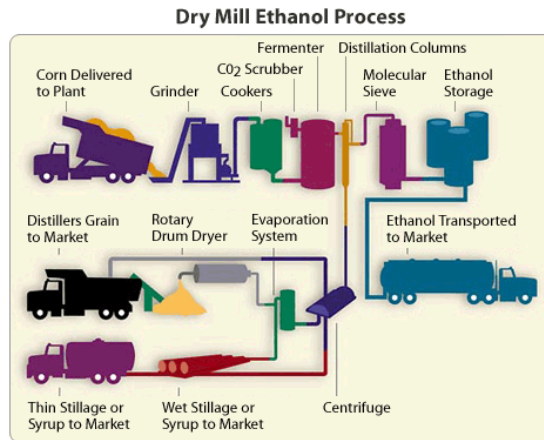 Dry Mill Ethanol Process
Fermenter
Distillation Columns
Corn Delivered
to Plant
Grinder
C02 Scrubber
Cookers
Molecular
Sieve
Ethanol
Storage
Distillers Grain
to Market
Rotary
Drum Dryer
Evaporation
System
Ethanol Transported
to Market
Thin Stillage or
Syrup to Market
Wet Stillage or
Syrup to Market
Centrifuge